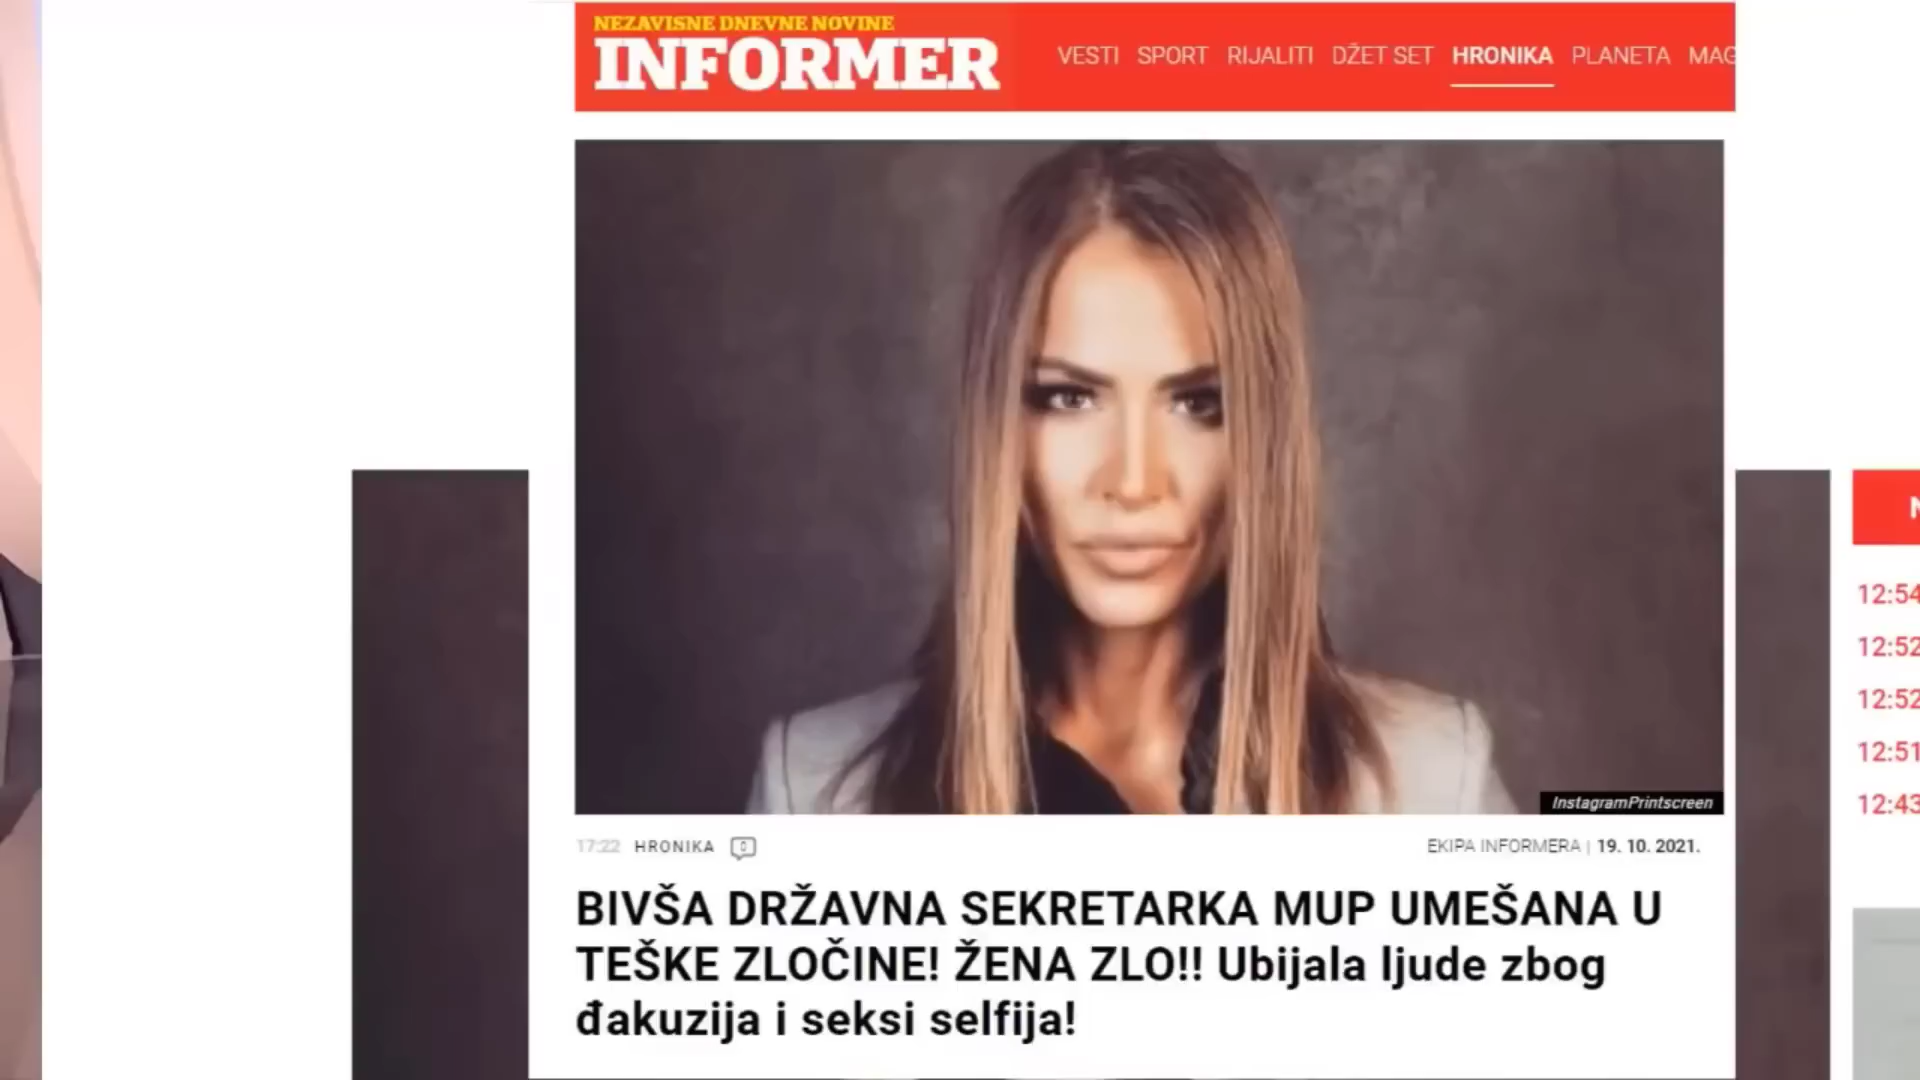 NEZAVISNE DNEVNE NOVINE
INFORMER
VESTI SPORT RIJALITI DŽET SET HRONIKA PLANETA MAG
InstagramPrintscreen
17:22 HRONIKA 0
EKIPA INFORMERA | 19. 10. 2021.
BIVŠA DRŽAVNA SEKRETARKA MUP UMEŠANA U
TEŠKE ZLOČINE! ŽENA ZLO!! Ubijala ljude zbog
đakuzija i seksi selfija!
12:54
12:52
12:52
12:51
12:43